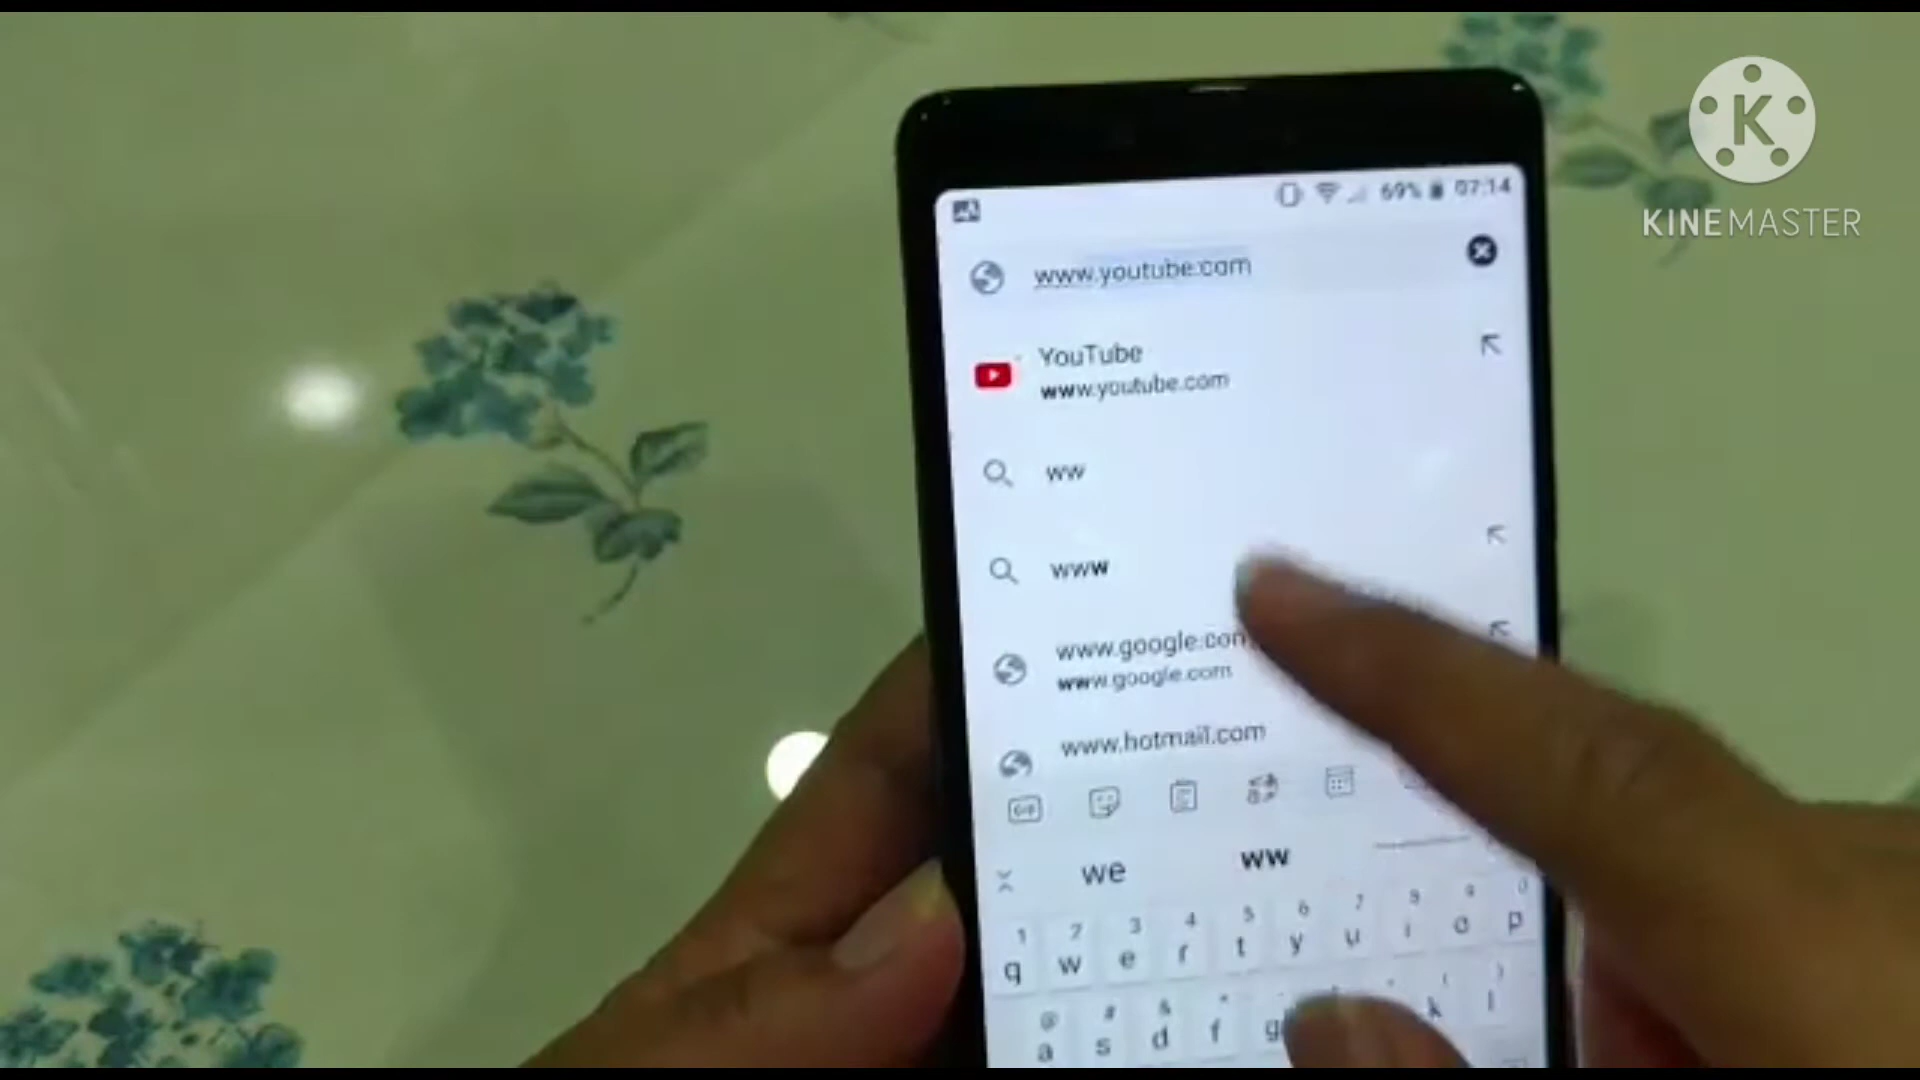 69% 07:14
www.youtube.com
YouTube
www.youtube.com
ww
www
www.google.com
www.google.com
www.hotmail.com
GIF
we ww
1 2 3 4 5 6 7 8 9 0
q w e r t y u i o p
@ # & * ( )
a s d f g k l
K
KINEMASTER